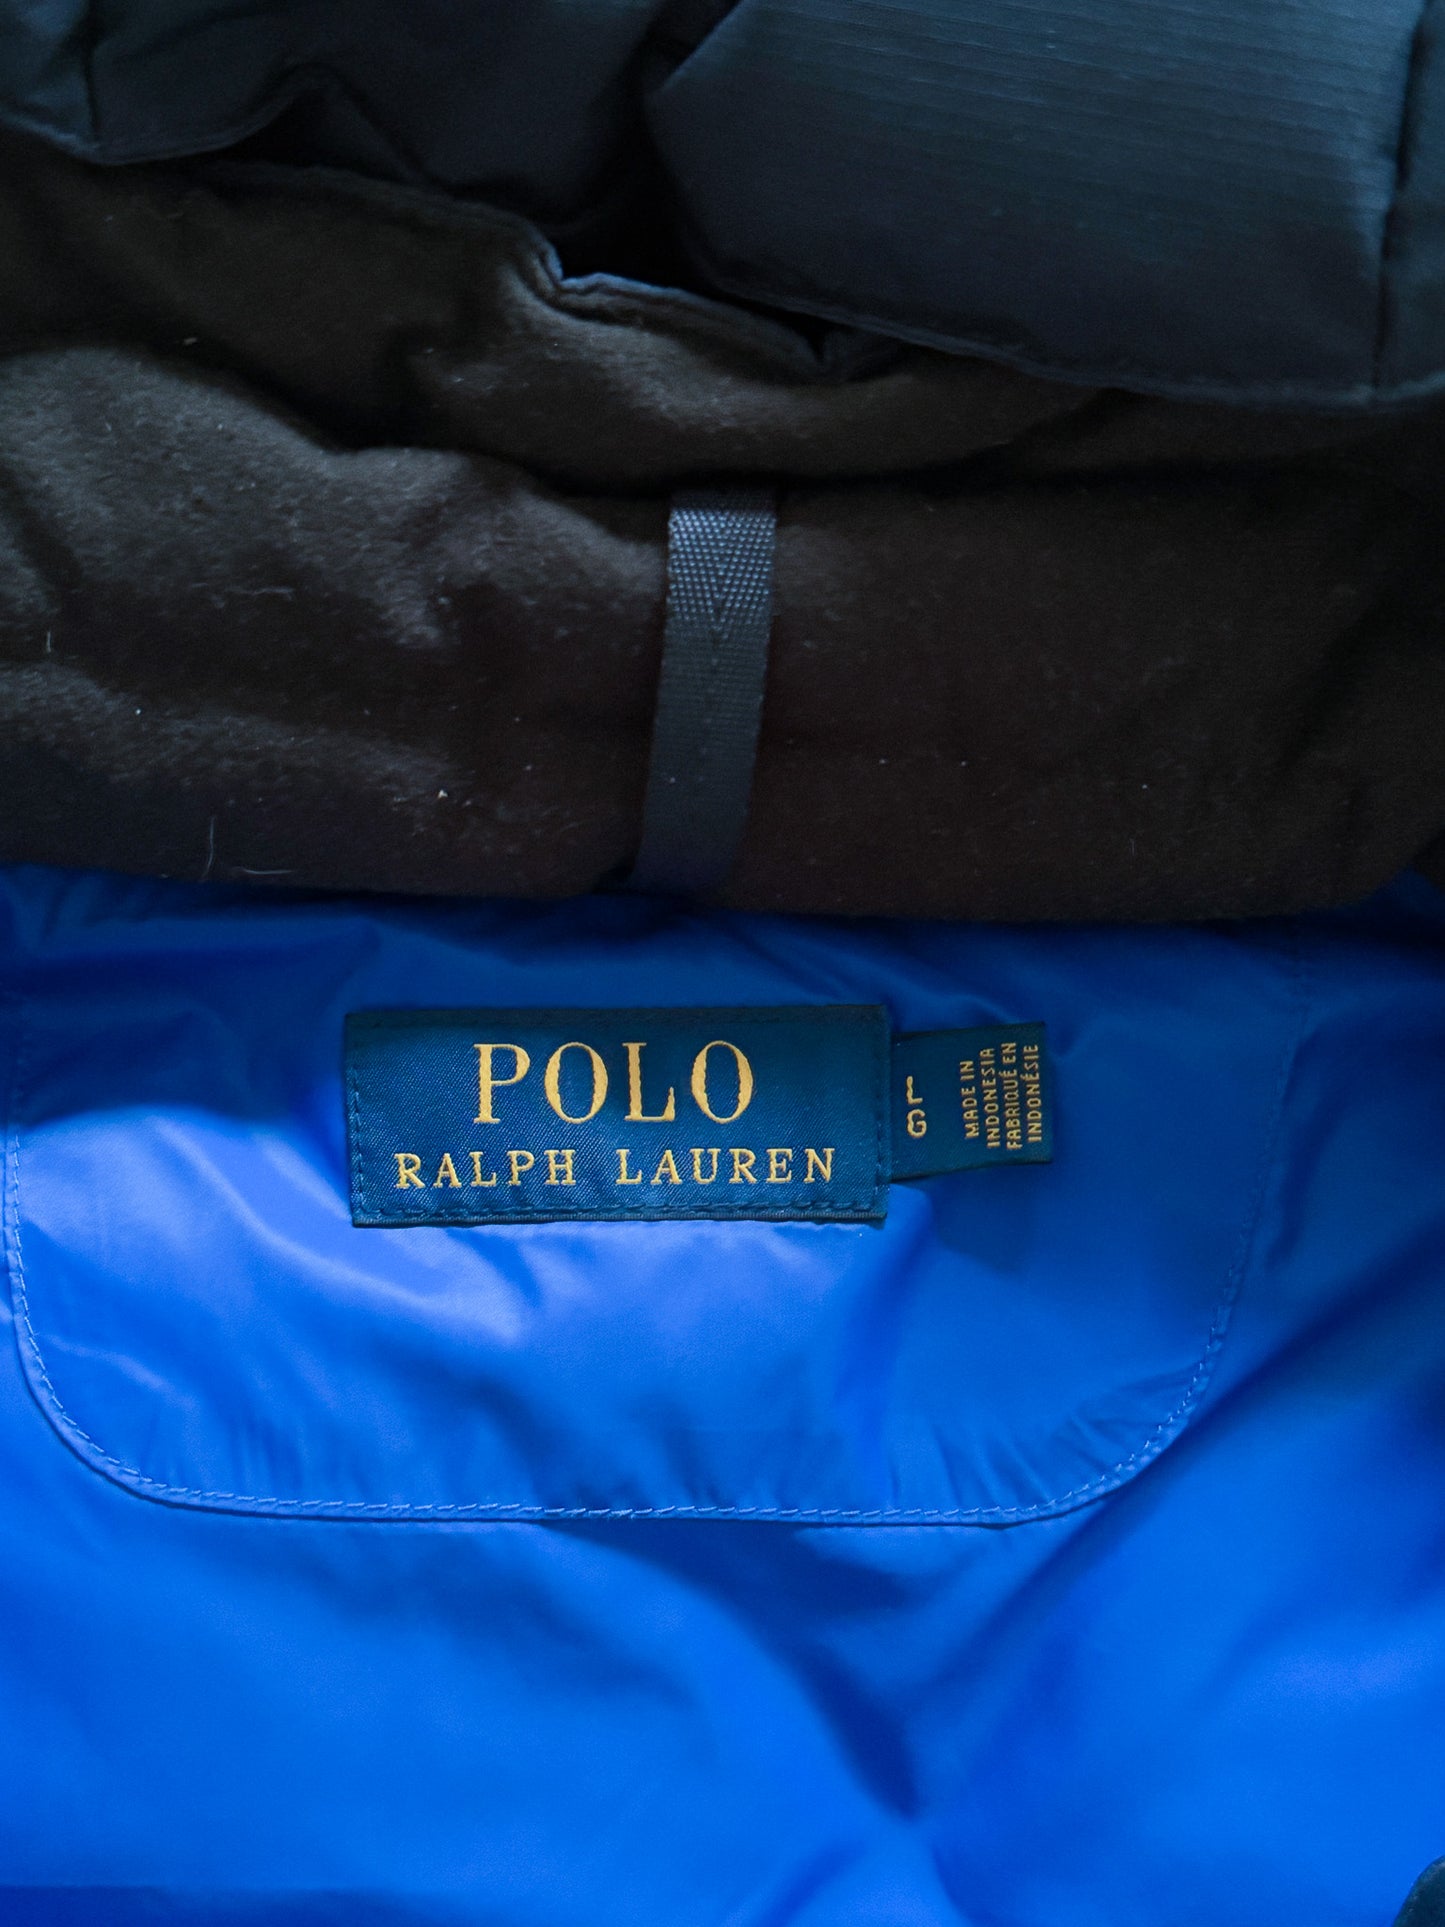 POLO
RALPH LAUREN
L
G
MADE IN
INDONESIA
FABRIQUÉ EN
INDONÉSIE